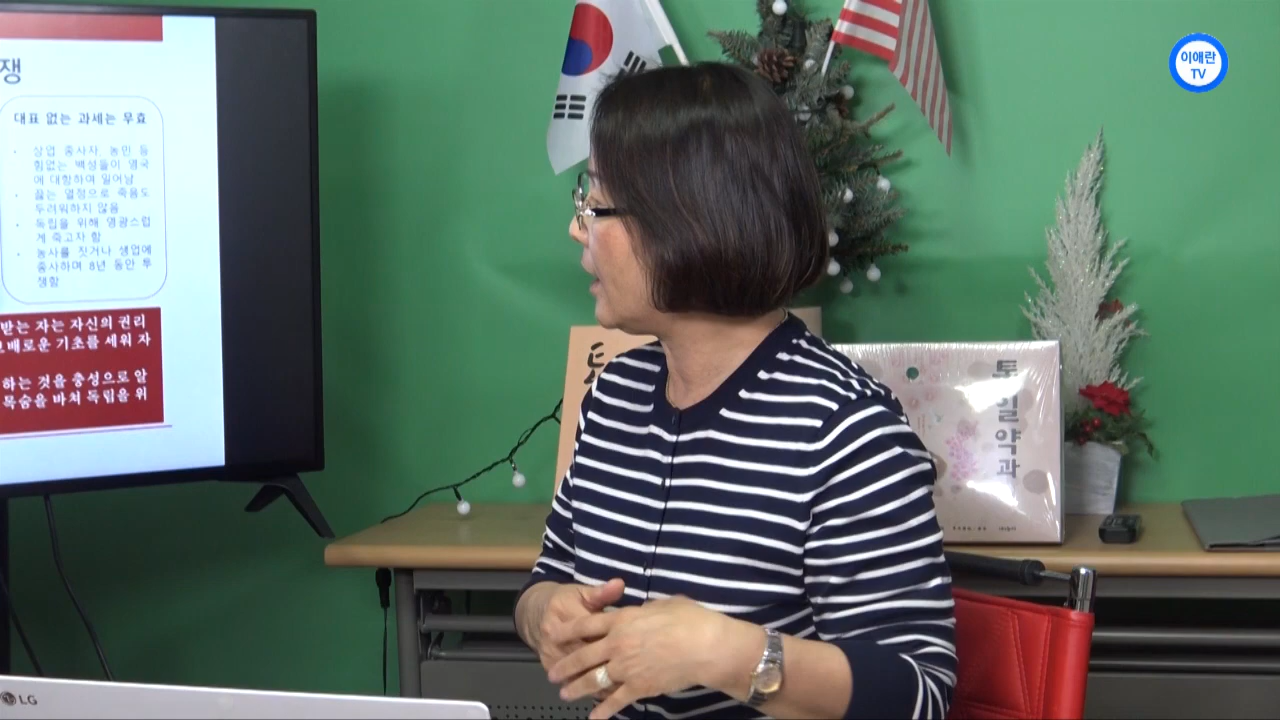 쟁
대표 없는 과세는 무효
상업 종사자, 농민 등
힘없는 백성들이 영국
에 대항하여 일어남
끓는 열정으로 죽음도
두려워하지 않음
독립을 위해 영광스럽
게 죽고자 함
농사를 짓거나 생업에
종사하며 8년 동안 투
쟁함
받는 자는 자신의 권리
배로운 기초를 세워 자
하는 것을 충성으로 알
목숨을 바쳐 독립을 위
이애란
TV
통일약과
LG